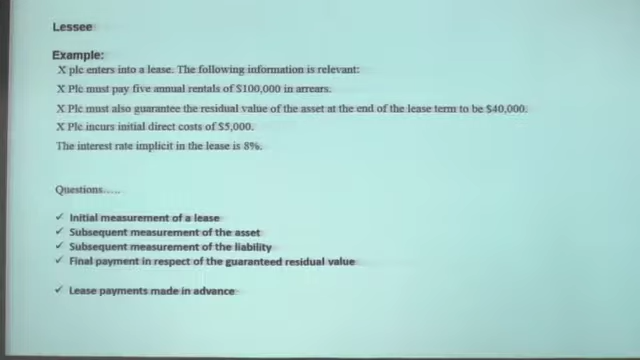 Lessee
Example:
X plc enters into a lease. The following information is relevant:
X Plc must pay five annual rentals of $100,000 in arrears.
X Plc must also guarantee the residual value of the asset at the end of the lease term to be $40,000.
X Plc incurs initial direct costs of $5,000.
The interest rate implicit in the lease is 8%.
Questions.....
✓ Initial measurement of a lease
✓ Subsequent measurement of the asset
✓ Subsequent measurement of the liability
✓ Final payment in respect of the guaranteed residual value
✓ Lease payments made in advance